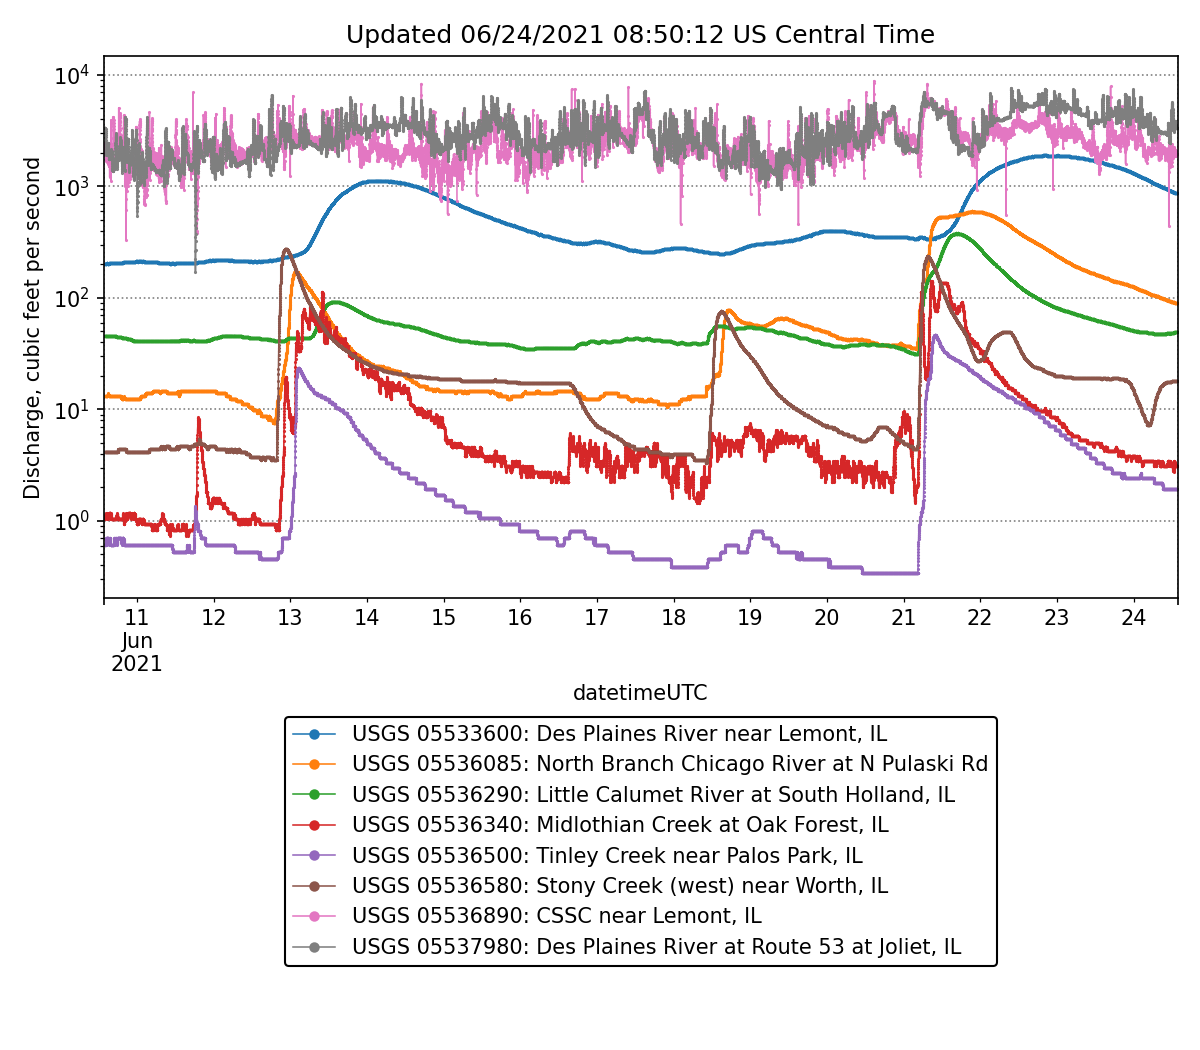 Updated 06/24/2021 08:50:12 US Central Time
Discharge, cubic feet per second
10^4
10^3
10^2
10^1
10^0
11 12 13 14 15 16 17 18 19 20 21 22 23 24
Jun
2021
datetimeUTC
USGS 05533600: Des Plaines River near Lemont, IL
USGS 05536085: North Branch Chicago River at N Pulaski Rd
USGS 05536290: Little Calumet River at South Holland, IL
USGS 05536340: Midlothian Creek at Oak Forest, IL
USGS 05536500: Tinley Creek near Palos Park, IL
USGS 05536580: Stony Creek (west) near Worth, IL
USGS 05536890: CSSC near Lemont, IL
USGS 05537980: Des Plaines River at Route 53 at Joliet, IL